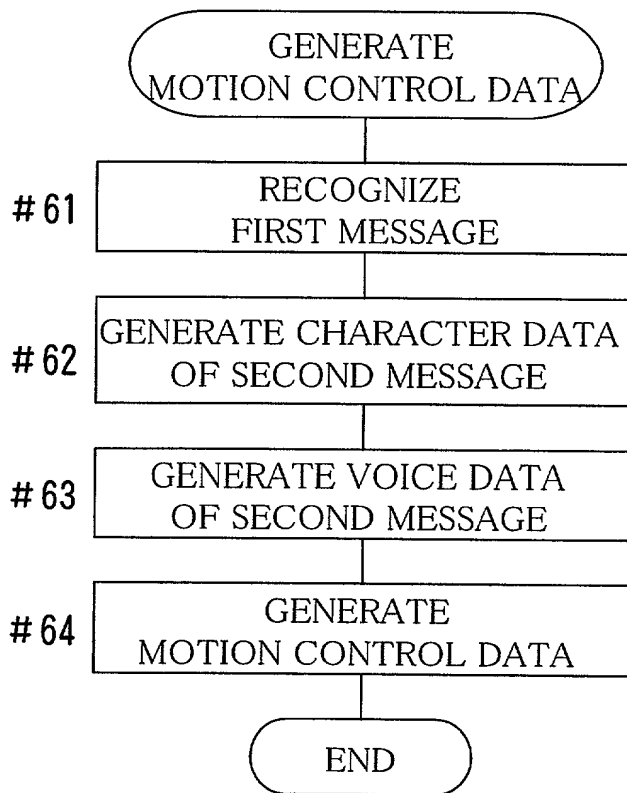 GENERATE
MOTION CONTROL DATA
#61
RECOGNIZE
FIRST MESSAGE
#62
GENERATE CHARACTER DATA
OF SECOND MESSAGE
#63
GENERATE VOICE DATA
OF SECOND MESSAGE
#64
GENERATE
MOTION CONTROL DATA
END